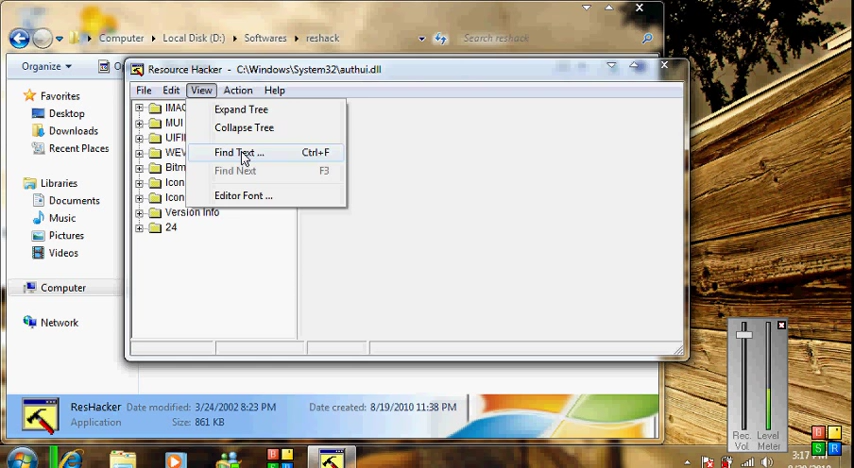 Computer
Local Disk (D:)
Softwares
reshack
Search reshack
Organize
Resource Hacker - C:\Windows\System32\authui.dll
File
Edit
View
Action
Help
Favorites
Desktop
Downloads
Recent Places
Libraries
Documents
Music
Pictures
Videos
Computer
Network
Expand Tree
Collapse Tree
Find Text ... Ctrl+F
Find Next F3
Editor Font ...
MUI
Icon
Icon
Version Info
24
ResHacker
Date modified: 3/24/2002 8:23 PM
Date created: 8/19/2010 11:38 PM
Application
Size: 861 KB
Rec. Vol.
Level Meter
B
S
R
B
S
R
3:17 PM